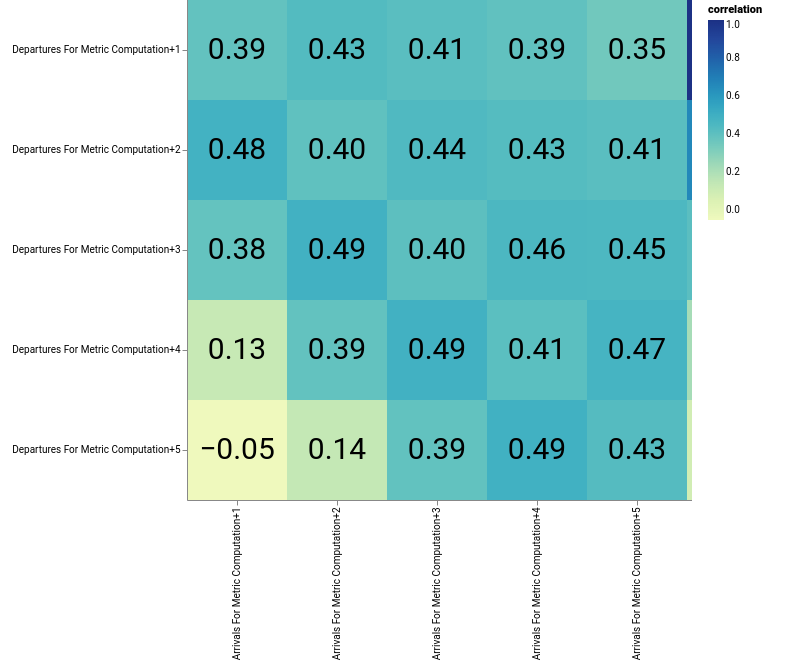 correlation
1.0
0.8
0.6
0.4
0.2
0.0
Departures For Metric Computation+1
0.39 0.43 0.41 0.39 0.35
Departures For Metric Computation+2
0.48 0.40 0.44 0.43 0.41
Departures For Metric Computation+3
0.38 0.49 0.40 0.46 0.45
Departures For Metric Computation+4
0.13 0.39 0.49 0.41 0.47
Departures For Metric Computation+5
−0.05 0.14 0.39 0.49 0.43
Arrivals For Metric Computation+1
Arrivals For Metric Computation+2
Arrivals For Metric Computation+3
Arrivals For Metric Computation+4
Arrivals For Metric Computation+5